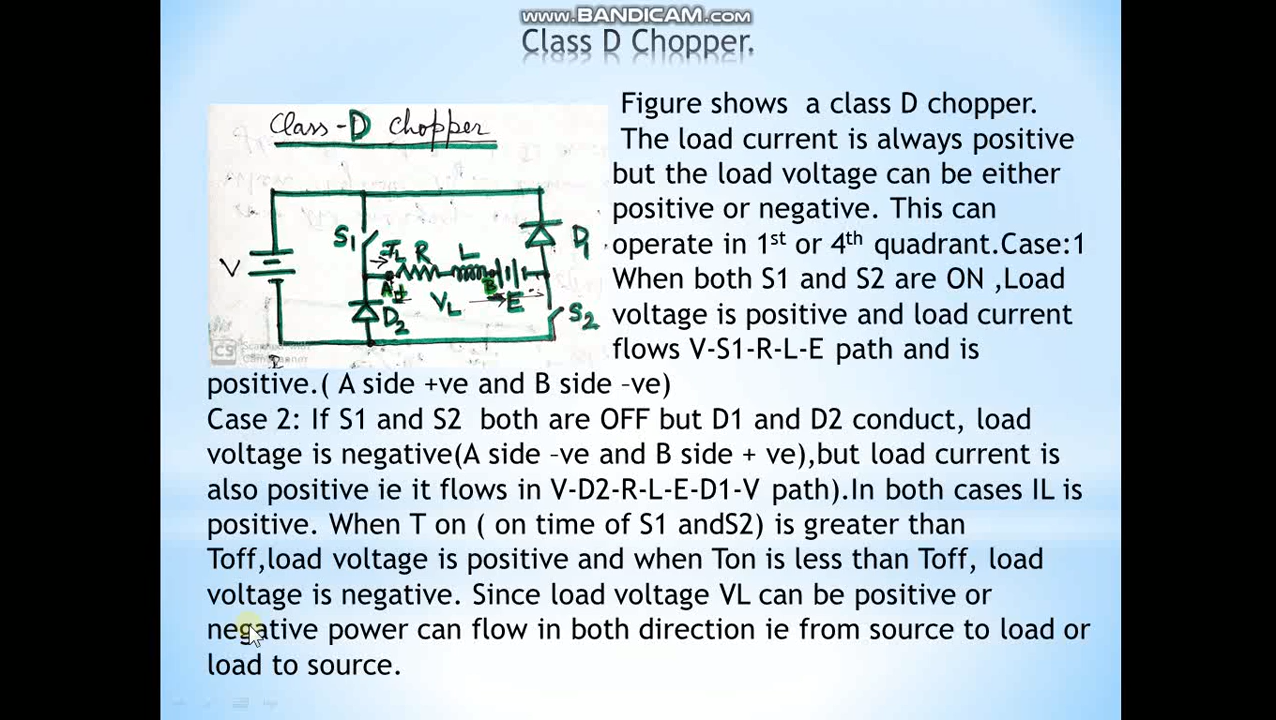 www.BANDICAM.com
Class D Chopper.
Class-D chopper
Figure shows a class D chopper.
The load current is always positive
but the load voltage can be either
positive or negative. This can
operate in 1st or 4th quadrant.Case:1
When both S1 and S2 are ON ,Load
voltage is positive and load current
flows V-S1-R-L-E path and is
positive.( A side +ve and B side –ve)
Case 2: If S1 and S2 both are OFF but D1 and D2 conduct, load
voltage is negative(A side –ve and B side + ve),but load current is
also positive ie it flows in V-D2-R-L-E-D1-V path).In both cases IL is
positive. When T on ( on time of S1 andS2) is greater than
Toff,load voltage is positive and when Ton is less than Toff, load
voltage is negative. Since load voltage VL can be positive or
negative power can flow in both direction ie from source to load or
load to source.
S1
IL R L
D1
V
A
B
VL
E
D2
S2
CS